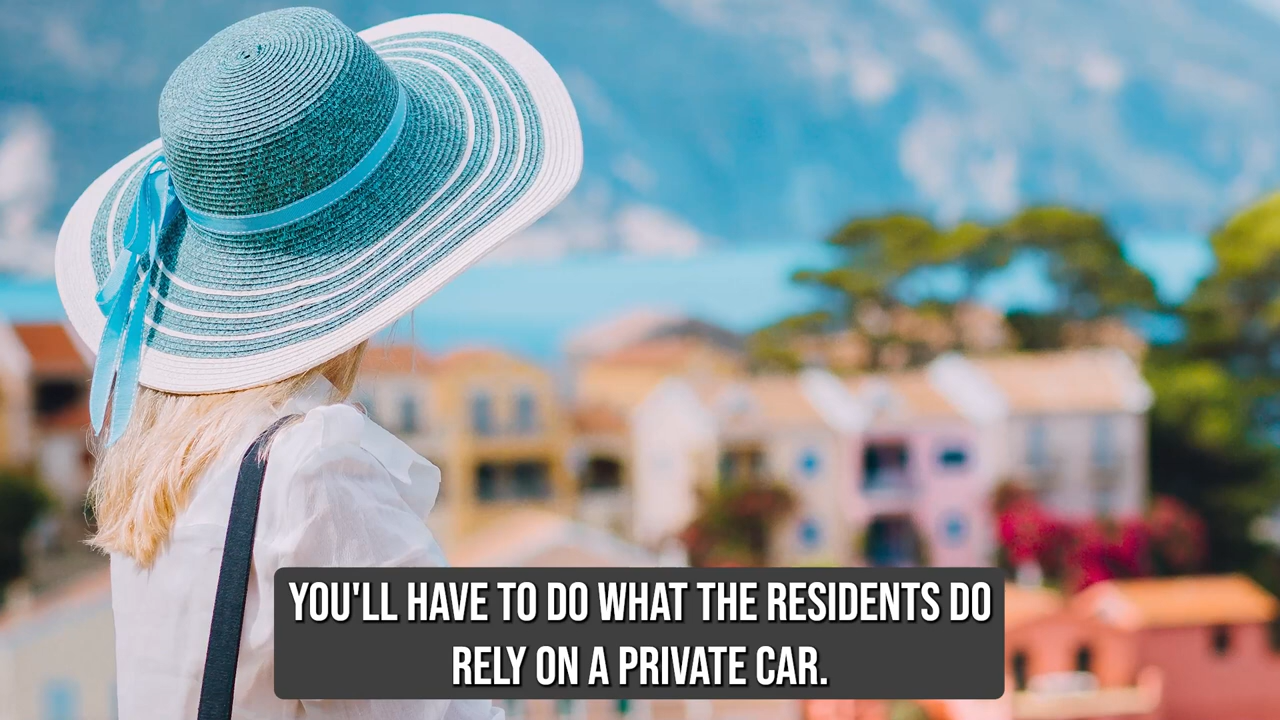 YOU'LL HAVE TO DO WHAT THE RESIDENTS DO
RELY ON A PRIVATE CAR.